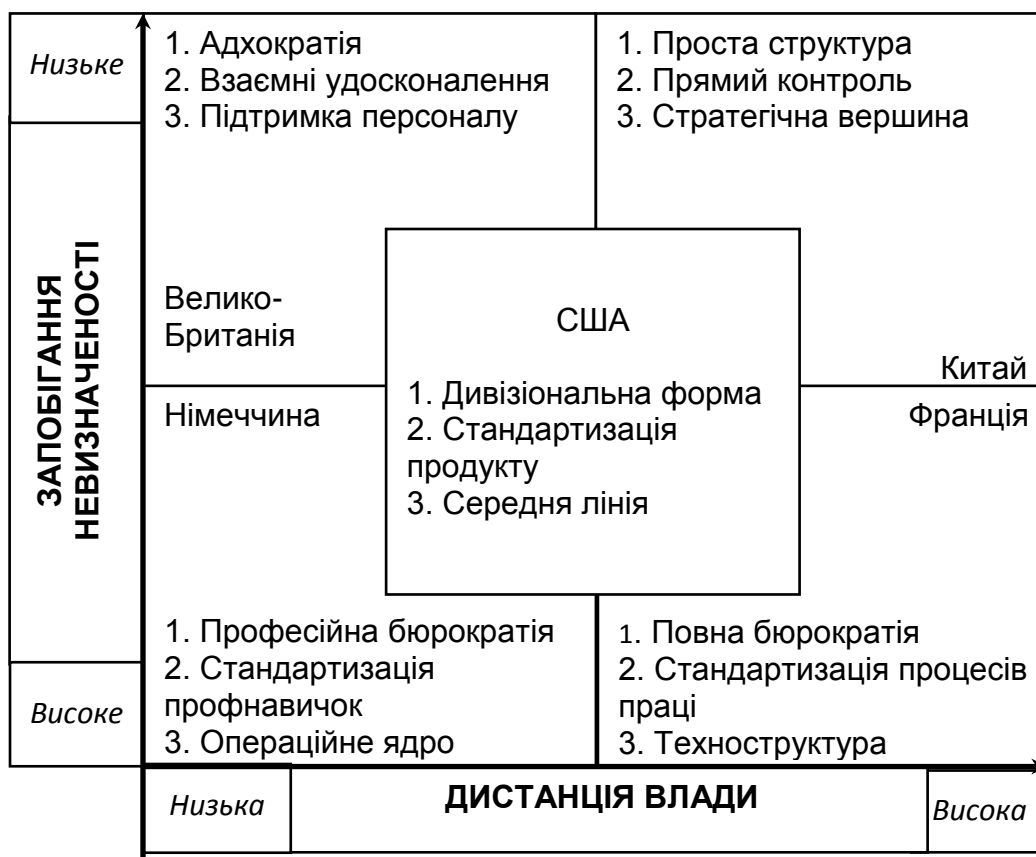 Низьке
1. Адхократія
2. Взаємні удосконалення
3. Підтримка персоналу
1. Проста структура
2. Прямий контроль
3. Стратегічна вершина
ЗАПОБІГАННЯ
НЕВИЗНАЧЕНОСТІ
Велико-
Британія
США
Китай
Німеччина
1. Дивізіональна форма
2. Стандартизація
продукту
3. Середня лінія
Франція
1. Професійна бюрократія
2. Стандартизація
профнавичок
3. Операційне ядро
1. Повна бюрократія
2. Стандартизація процесів
праці
3. Техноструктура
Високе
Низька
ДИСТАНЦІЯ ВЛАДИ
Висока